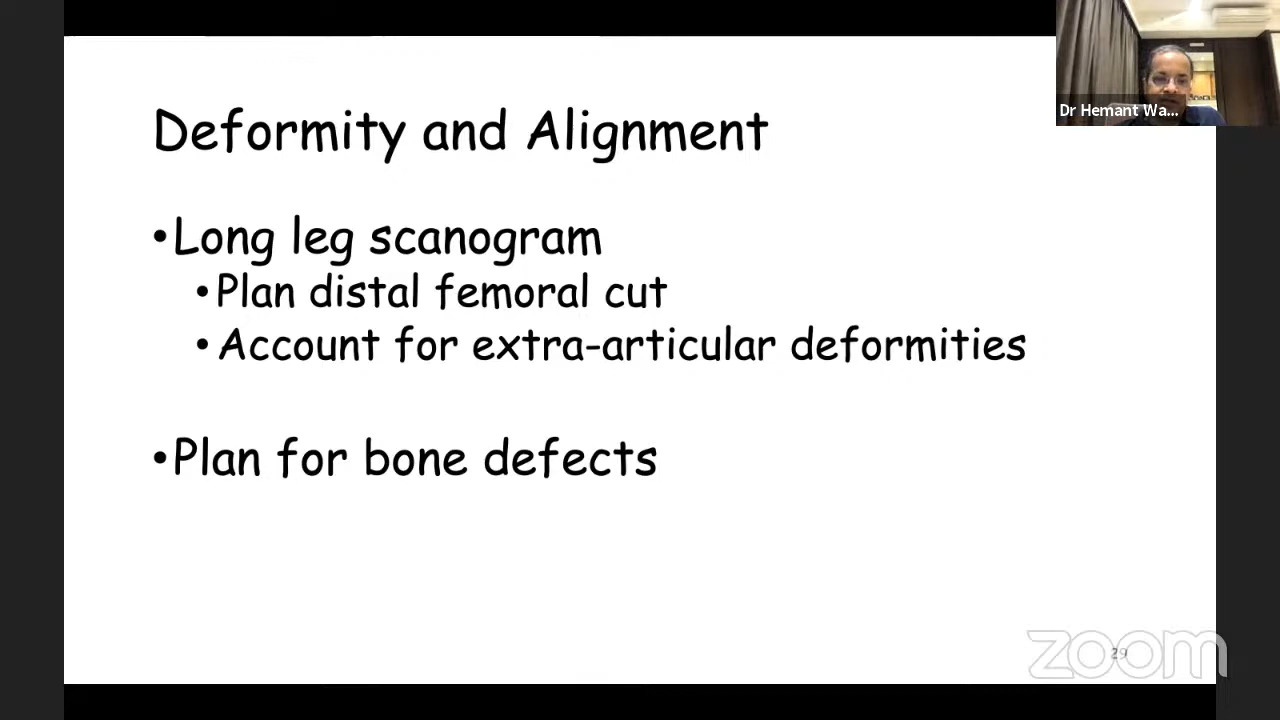 Dr Hemant Wa...
Deformity and Alignment
•Long leg scanogram
•Plan distal femoral cut
•Account for extra-articular deformities
•Plan for bone defects
29
zoom